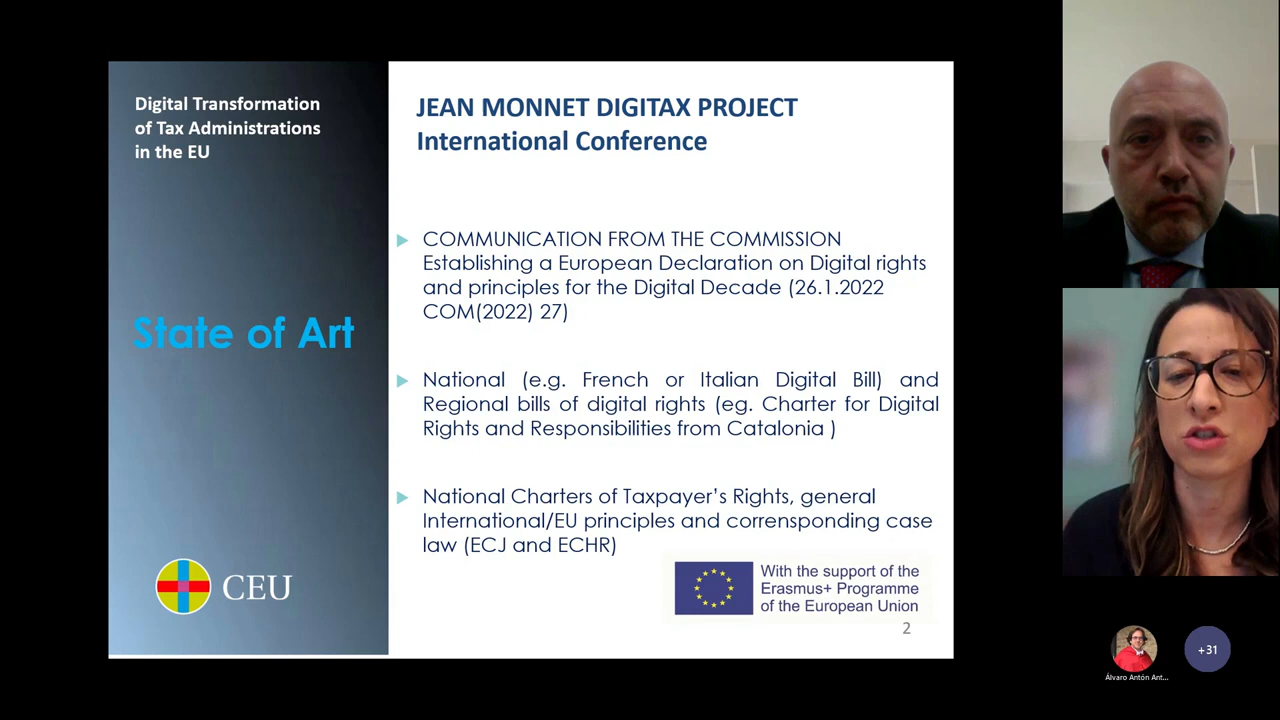 Digital Transformation
of Tax Administrations
in the EU
State of Art
CEU
JEAN MONNET DIGITAX PROJECT
International Conference
COMMUNICATION FROM THE COMMISSION
Establishing a European Declaration on Digital rights
and principles for the Digital Decade (26.1.2022
COM(2022) 27)
National (e.g. French or Italian Digital Bill) and
Regional bills of digital rights (eg. Charter for Digital
Rights and Responsibilities from Catalonia )
National Charters of Taxpayer's Rights, general
International/EU principles and corrensponding case
law (ECJ and ECHR)
With the support of the
Erasmus+ Programme
of the European Union
2
Álvaro Antón Ant...
+31